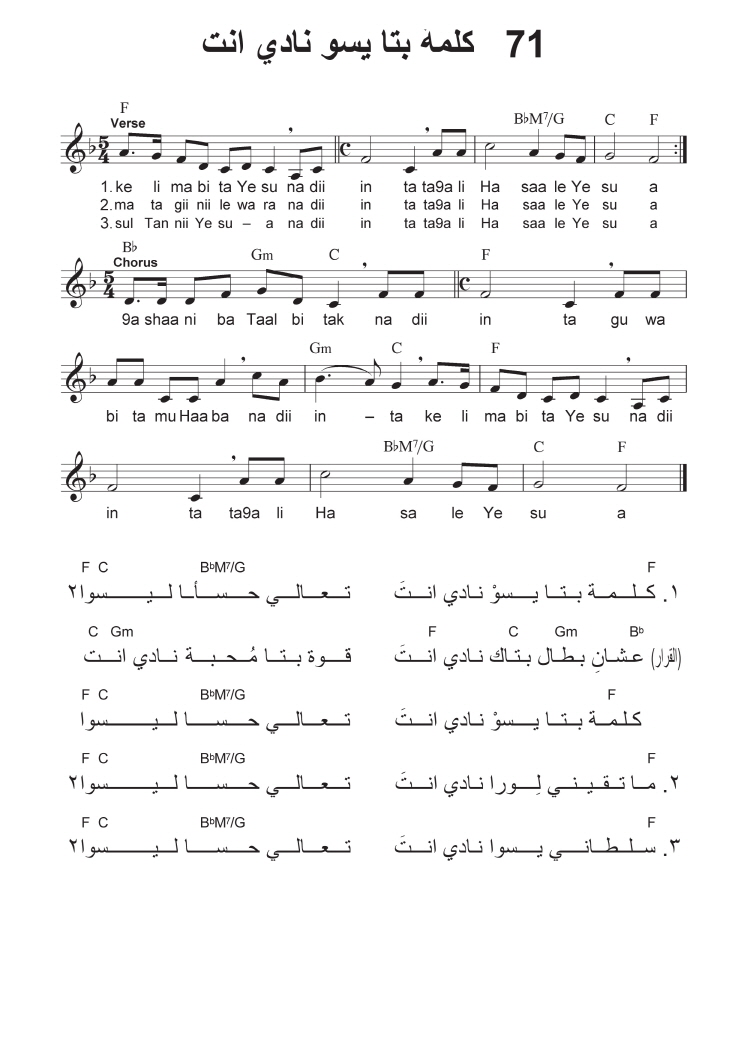 71 كلمة بتا يسو نادي انت
F
Verse
B♭M7/G C F
5/4
1. ke li ma bi ta Ye su na dii in ta ta9a li Ha saa le Ye su a
2. ma ta gii nii le wa ra na dii in ta ta9a li Ha saa le Ye su a
3. sul Tan nii Ye su – a na dii in ta ta9a li Ha saa le Ye su a
B♭ Gm C F
Chorus
5/4
9a shaa ni ba Taal bi tak na dii in ta gu wa
Gm C F
bi ta mu Haa ba na dii in – ta ke li ma bi ta Ye su na dii
B♭M7/G C F
in ta ta9a li Ha sa le Ye su a
F C B♭M7/G F
١. كلمة بتا يسوْ نادي انتَ تعالي حسأا ليسوا٢
C Gm F C Gm B♭
(القرار) عشانِ بطال بتاك نادي انتَ قوة بتا مُحبة نادي انت
F C B♭M7/G F
كلمة بتا يسوْ نادي انتَ تعالي حسا ليسوا
F C B♭M7/G F
٢. ما تقيني لِورا نادي انتَ تعالي حسا ليسوا٢
F C B♭M7/G F
٣. سلطاني يسوا نادي انتَ تعالي حسا ليسوا٢